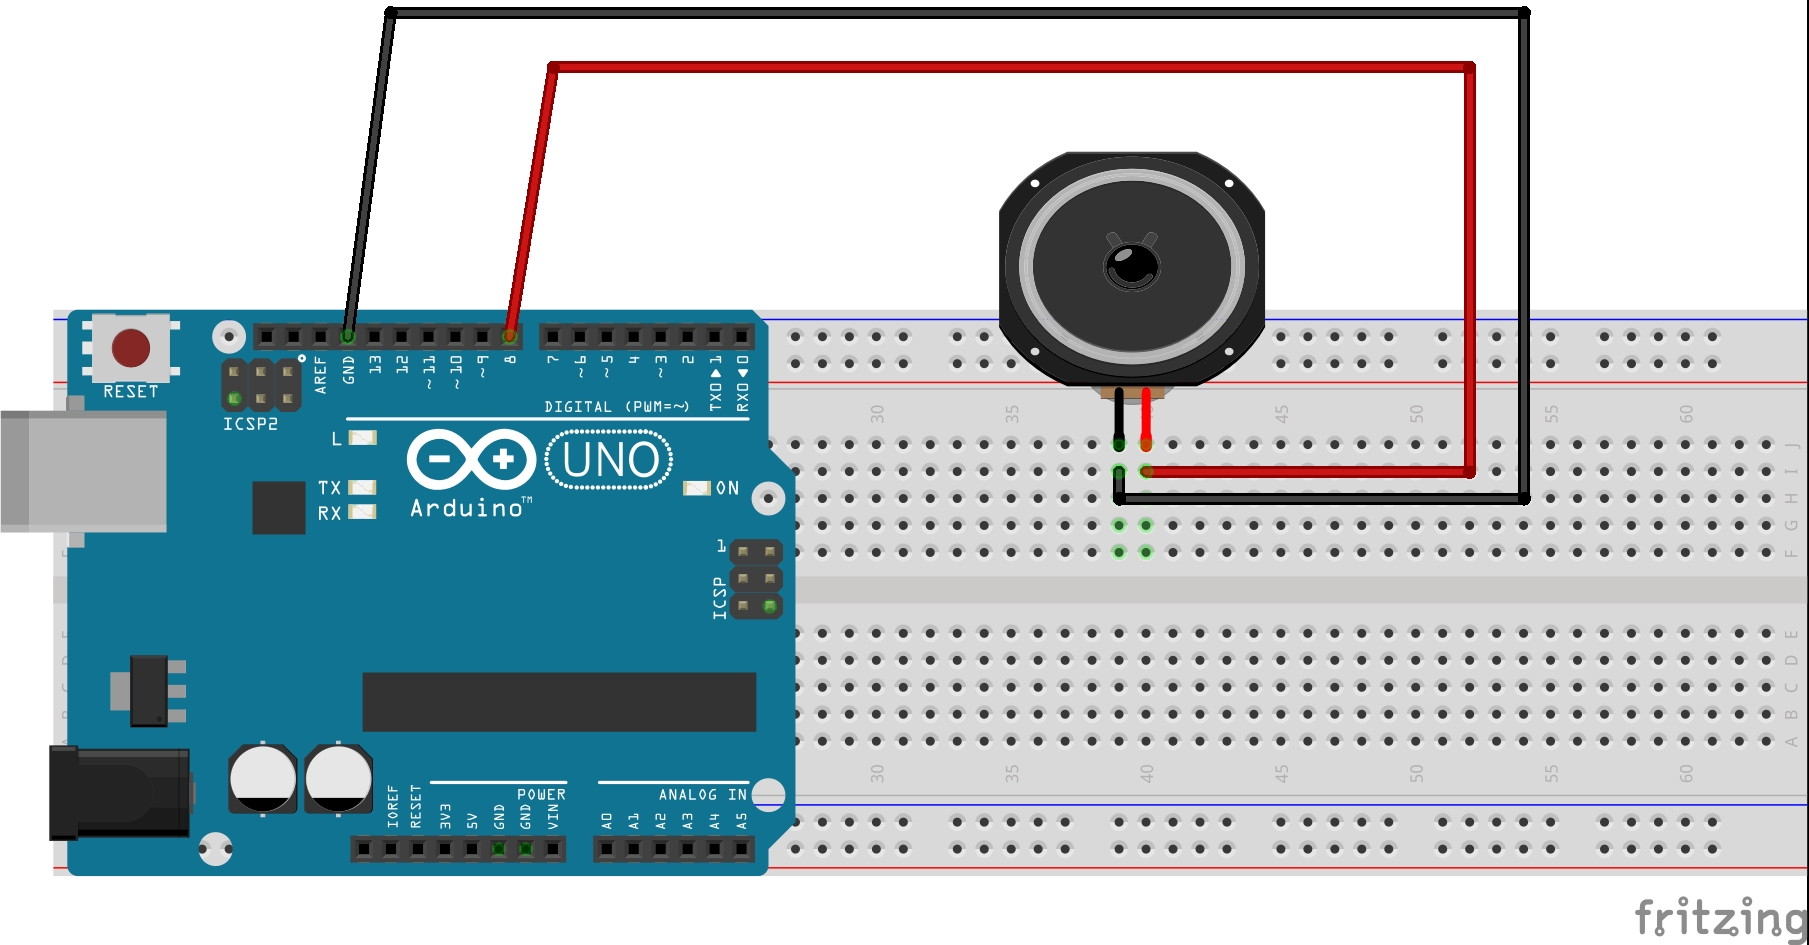 RESET
ICSP2
AREF
GND
13
12
~11
~10
~9
8
7
~6
~5
4
~3
2
TX0▶1
RX0◀0
DIGITAL (PWM=~)
L
TX
RX
UNO
Arduino™
ON
1
ICSP
30
35
40
45
50
55
60
J
I
H
G
F
E
D
C
B
A
30
35
40
45
50
55
60
POWER
ANALOG IN
IOREF
RESET
3V3
5V
GND
GND
VIN
A0
A1
A2
A3
A4
A5
fritzing